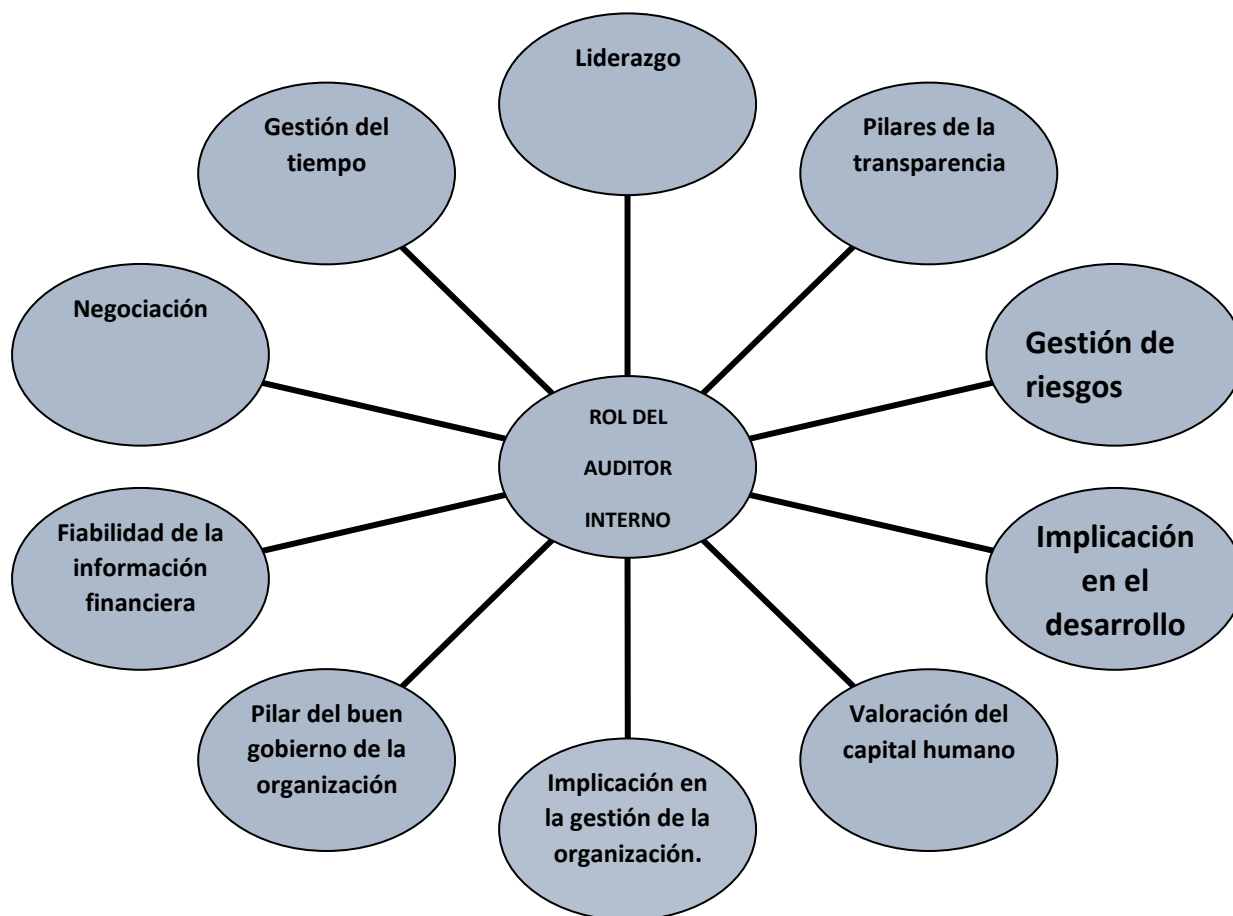 Liderazgo
Pilares de la
transparencia
Gestión de
riesgos
Implicación
en el
desarrollo
Valoración del
capital humano
Implicación en
la gestión de la
organización.
Pilar del buen
gobierno de la
organización
Fiabilidad de la
información
financiera
Negociación
Gestión del
tiempo
ROL DEL
AUDITOR
INTERNO